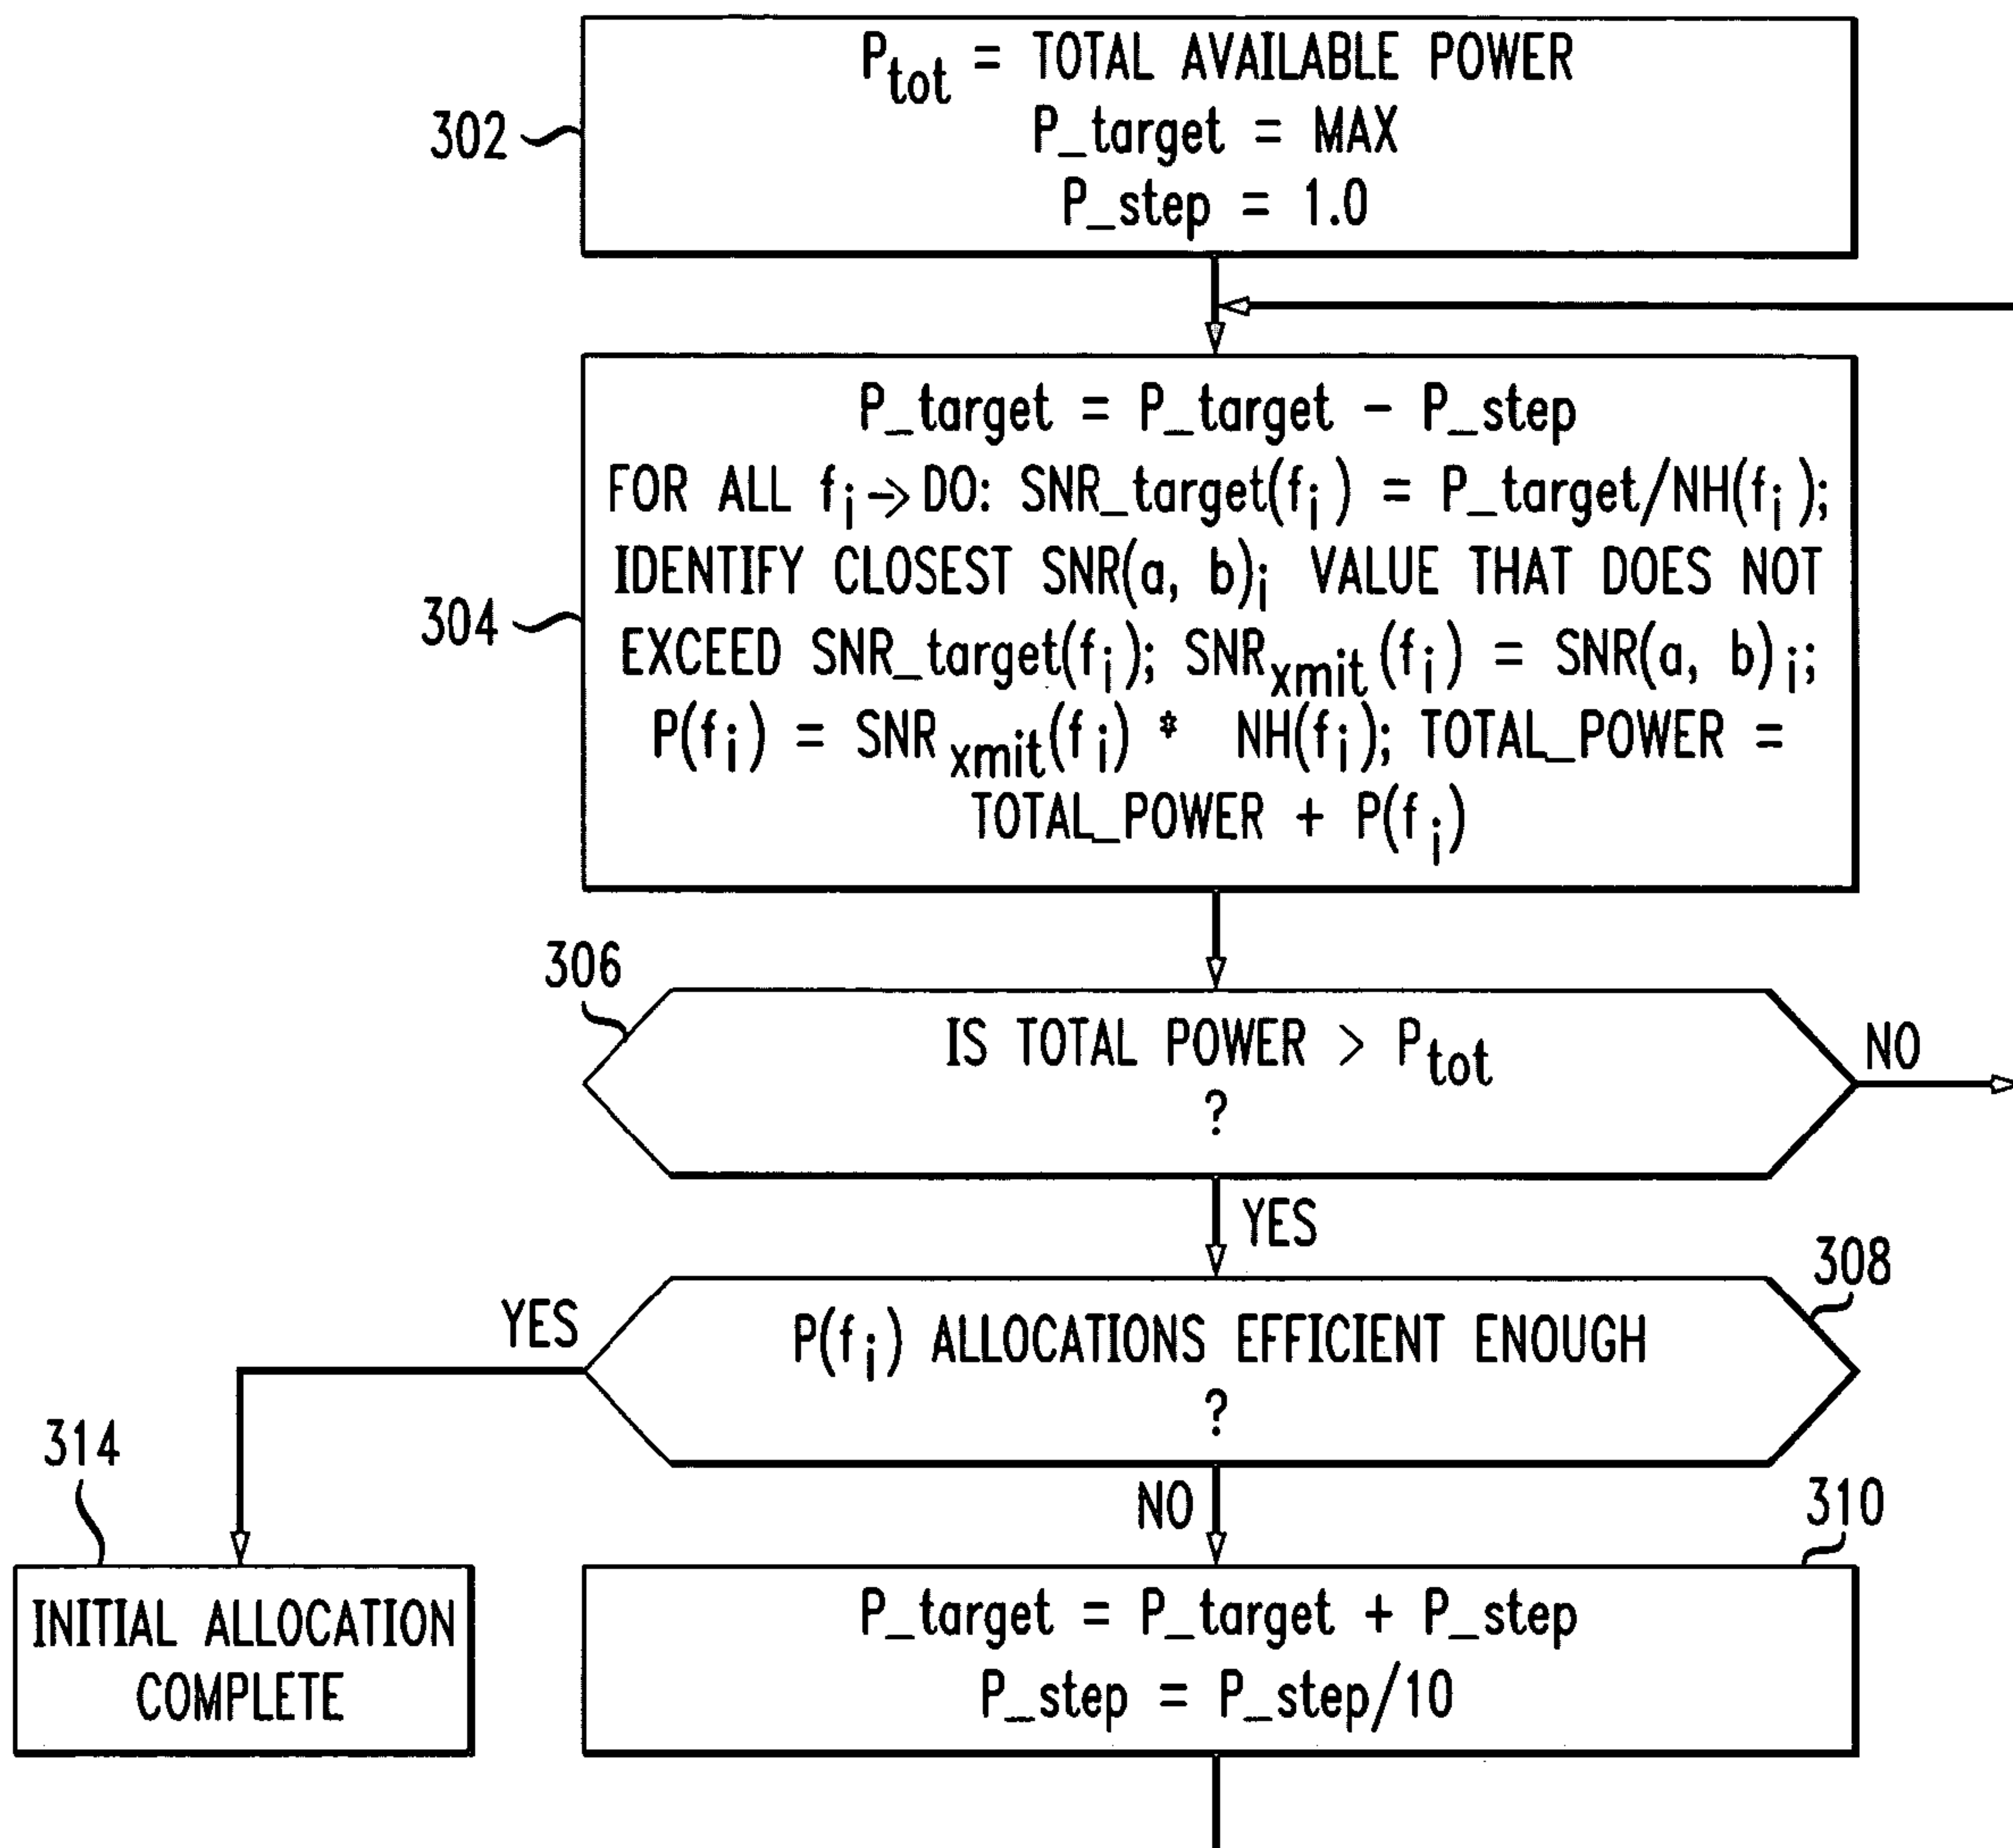 P_tot = TOTAL AVAILABLE POWER
P_target = MAX
P_step = 1.0
302
P_target = P_target - P_step
FOR ALL f_i → DO: SNR_target(f_i) = P_target/NH(f_i);
IDENTIFY CLOSEST SNR(a, b)_i VALUE THAT DOES NOT
EXCEED SNR_target(f_i); SNR_xmit(f_i) = SNR(a, b)_i;
P(f_i) = SNR_xmit(f_i) * NH(f_i); TOTAL_POWER =
TOTAL_POWER + P(f_i)
304
306
IS TOTAL POWER > P_tot
?
NO
YES
308
P(f_i) ALLOCATIONS EFFICIENT ENOUGH
?
YES
314
INITIAL ALLOCATION
COMPLETE
NO
310
P_target = P_target + P_step
P_step = P_step/10